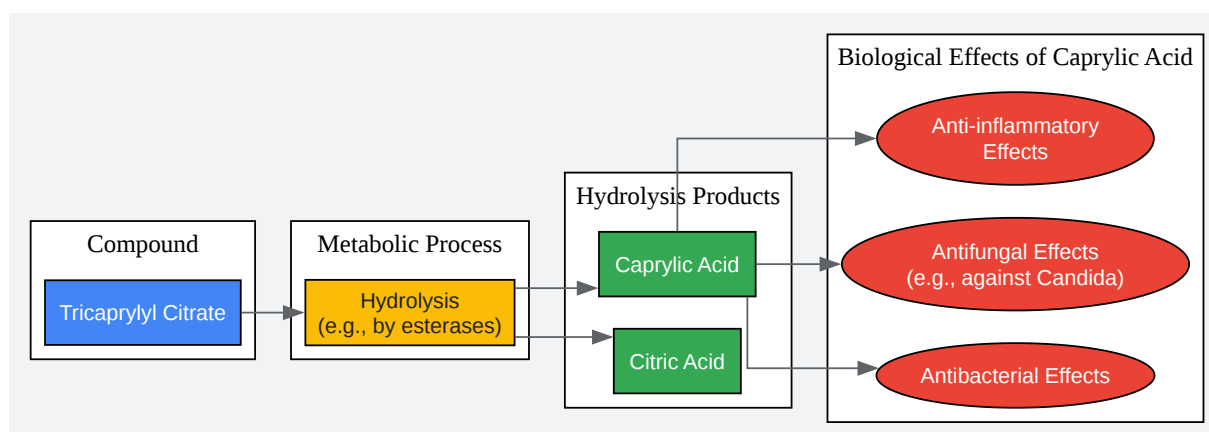 Compound
Tricaprylyl Citrate
Metabolic Process
Hydrolysis
(e.g., by esterases)
Hydrolysis Products
Caprylic Acid
Citric Acid
Biological Effects of Caprylic Acid
Anti-inflammatory
Effects
Antifungal Effects
(e.g., against Candida)
Antibacterial Effects